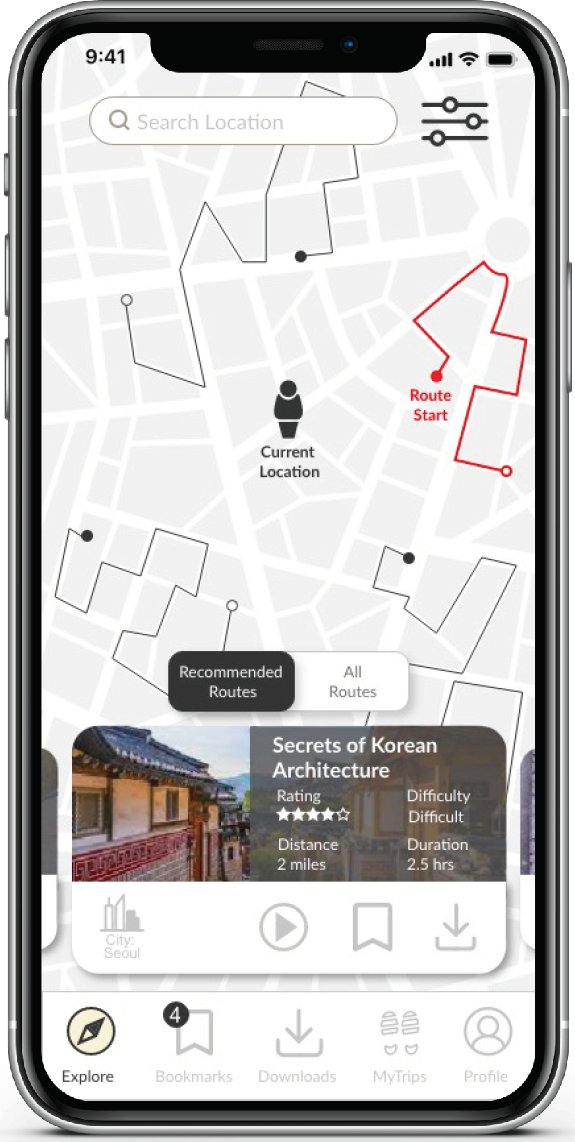 9:41
Search Location
Route
Start
Current
Location
Recommended
Routes
All
Routes
Secrets of Korean
Architecture
Rating
Difficulty
★★★★☆
Difficult
Distance
Duration
2 miles
2.5 hrs
City:
Seoul
4
Explore
Bookmarks
Downloads
MyTrips
Profile